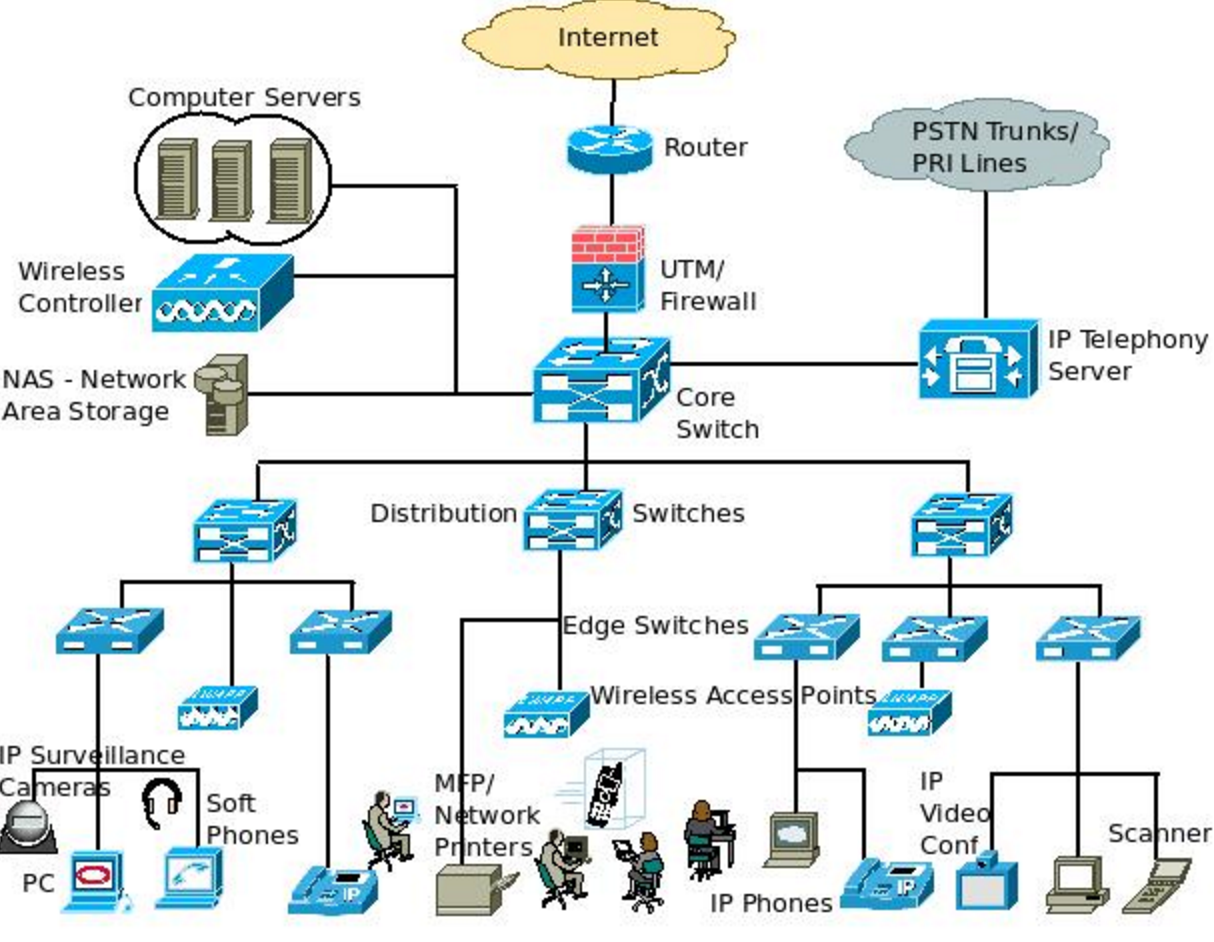 Internet
Computer Servers
Router
PSTN Trunks/
PRI Lines
Wireless
Controller
UTM/
Firewall
IP Telephony
Server
NAS - Network
Area Storage
Core
Switch
Distribution
Switches
Edge Switches
Wireless Access Points
IP Surveillance
Cameras
Soft
Phones
MFP/
Network
Printers
IP
Video
Conf
Scanner
PC
IP
IP Phones
IP